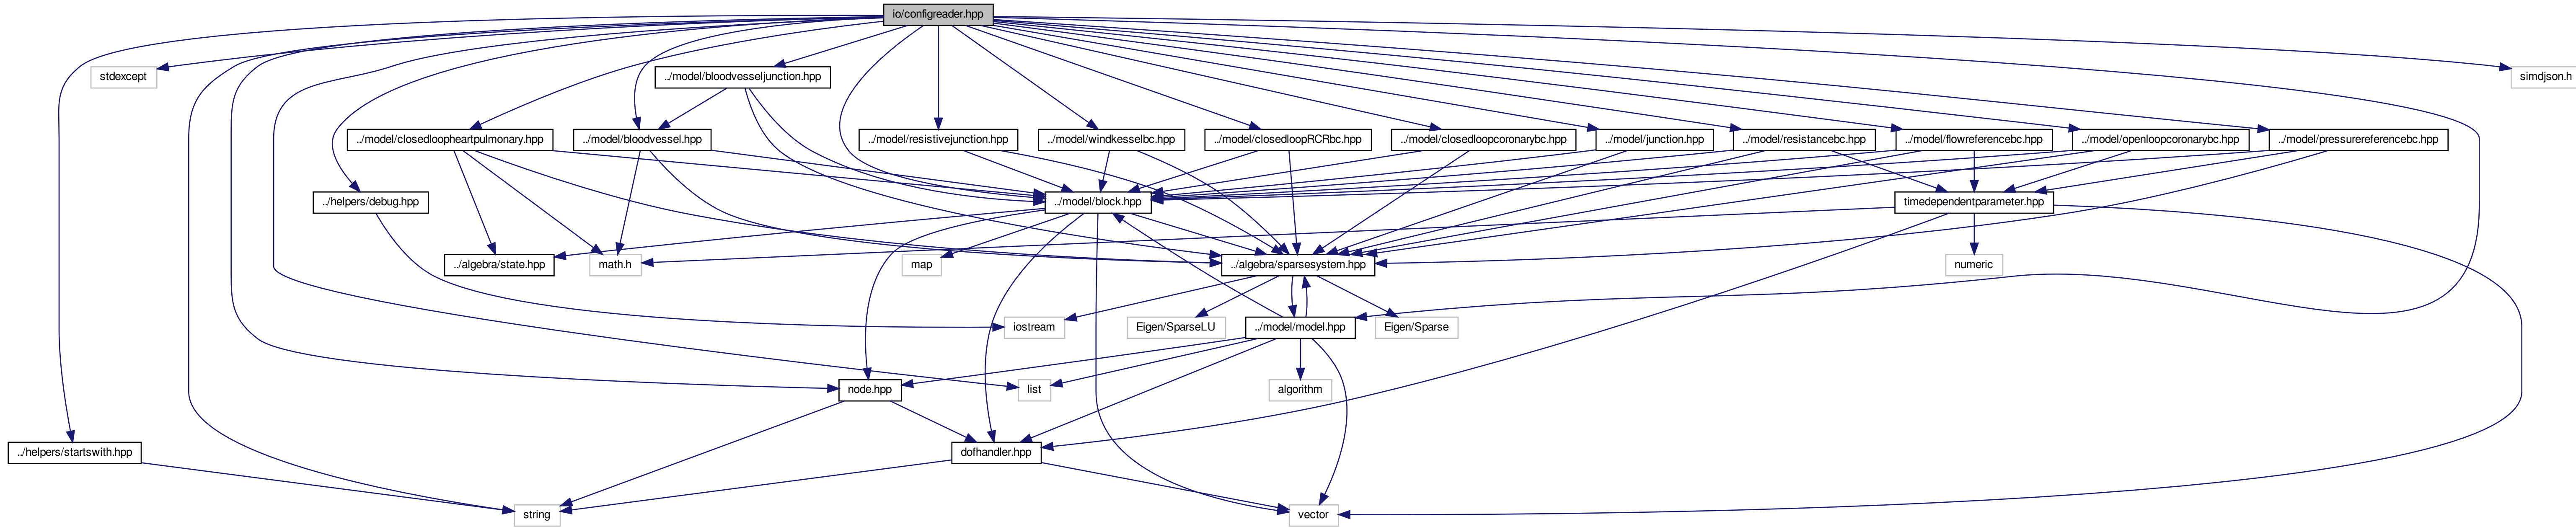 io/configreader.hpp
stdexcept
../model/bloodvesseljunction.hpp
simdjson.h
../model/closedloopheartpulmonary.hpp
../model/bloodvessel.hpp
../model/resistivejunction.hpp
../model/windkesselbc.hpp
../model/closedloopRCRbc.hpp
../model/closedloopcoronarybc.hpp
../model/junction.hpp
../model/resistancebc.hpp
../model/flowreferencebc.hpp
../model/openloopcoronarybc.hpp
../model/pressurereferencebc.hpp
../helpers/debug.hpp
../model/block.hpp
timedependentparameter.hpp
../algebra/state.hpp
math.h
map
../algebra/sparsesystem.hpp
numeric
iostream
Eigen/SparseLU
../model/model.hpp
Eigen/Sparse
node.hpp
list
algorithm
../helpers/startswith.hpp
dofhandler.hpp
string
vector